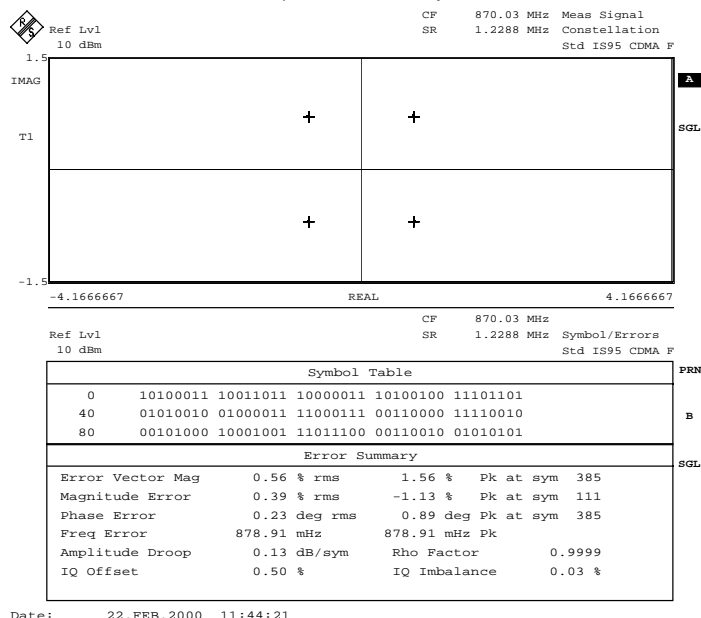 CF 870.03 MHz Meas Signal
Ref Lvl SR 1.2288 MHz Constellation
10 dBm Std IS95 CDMA F
1.5
IMAG
A
SGL
T1
-1.5
-4.1666667 REAL 4.1666667
CF 870.03 MHz
Ref Lvl SR 1.2288 MHz Symbol/Errors
10 dBm Std IS95 CDMA F
Symbol Table
PRN
0 10100011 10011011 10000011 10100100 11101101
40 01010010 01000011 11000111 00110000 11110010
B
80 00101000 10001001 11011100 00110010 01010101
Error Summary
SGL
Error Vector Mag 0.56 % rms 1.56 % Pk at sym 385
Magnitude Error 0.39 % rms -1.13 % Pk at sym 111
Phase Error 0.23 deg rms 0.89 deg Pk at sym 385
Freq Error 878.91 mHz 878.91 mHz Pk
Amplitude Droop 0.13 dB/sym Rho Factor 0.9999
IQ Offset 0.50 % IQ Imbalance 0.03 %
Date: 22.FEB.2000 11:44:21